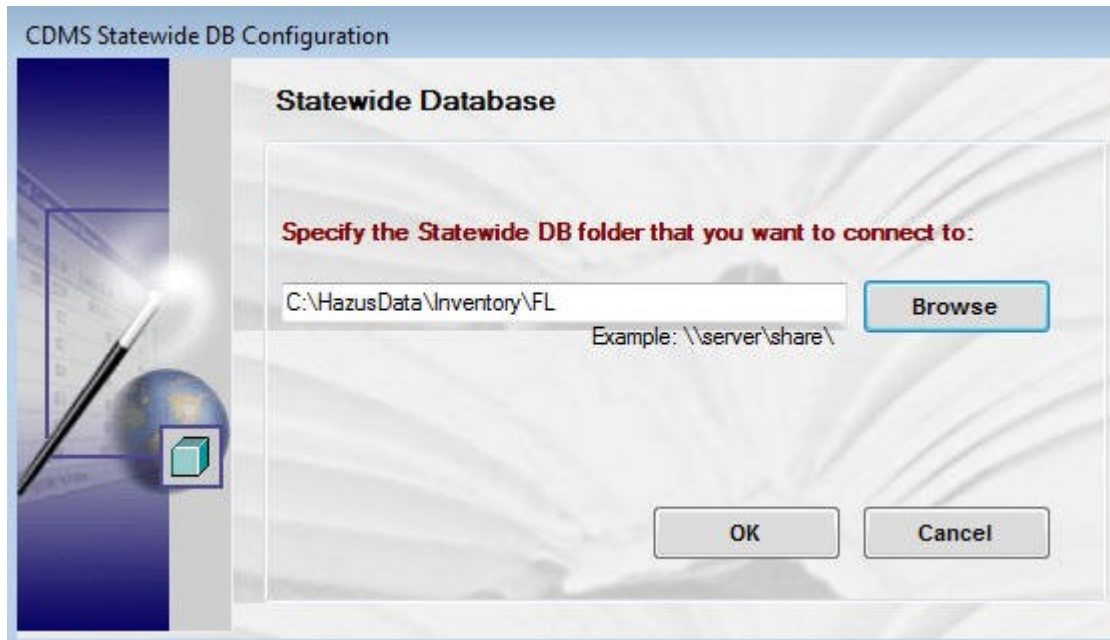 CDMS Statewide DB Configuration
Statewide Database
Specify the Statewide DB folder that you want to connect to:
C:\HazusData\Inventory\FL
Browse
Example: \\server\share\
OK
Cancel